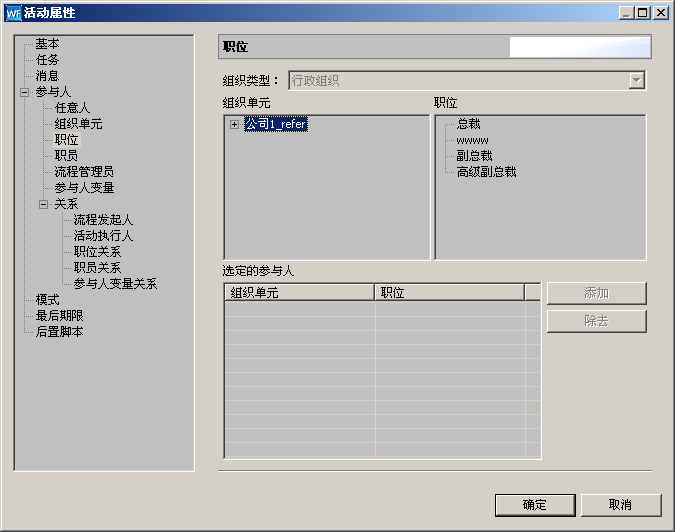 WF 活动属性
基本
任务
消息
参与人
任意人
组织单元
职位
职员
流程管理员
参与人变量
关系
流程发起人
活动执行人
职位关系
职员关系
参与人变量关系
模式
最后期限
后置脚本
职位
组织类型： 行政组织
组织单元 职位
公司1_refer
总裁
wwww
副总裁
高级副总裁
选定的参与人
组织单元 职位
添加
除去
确定 取消